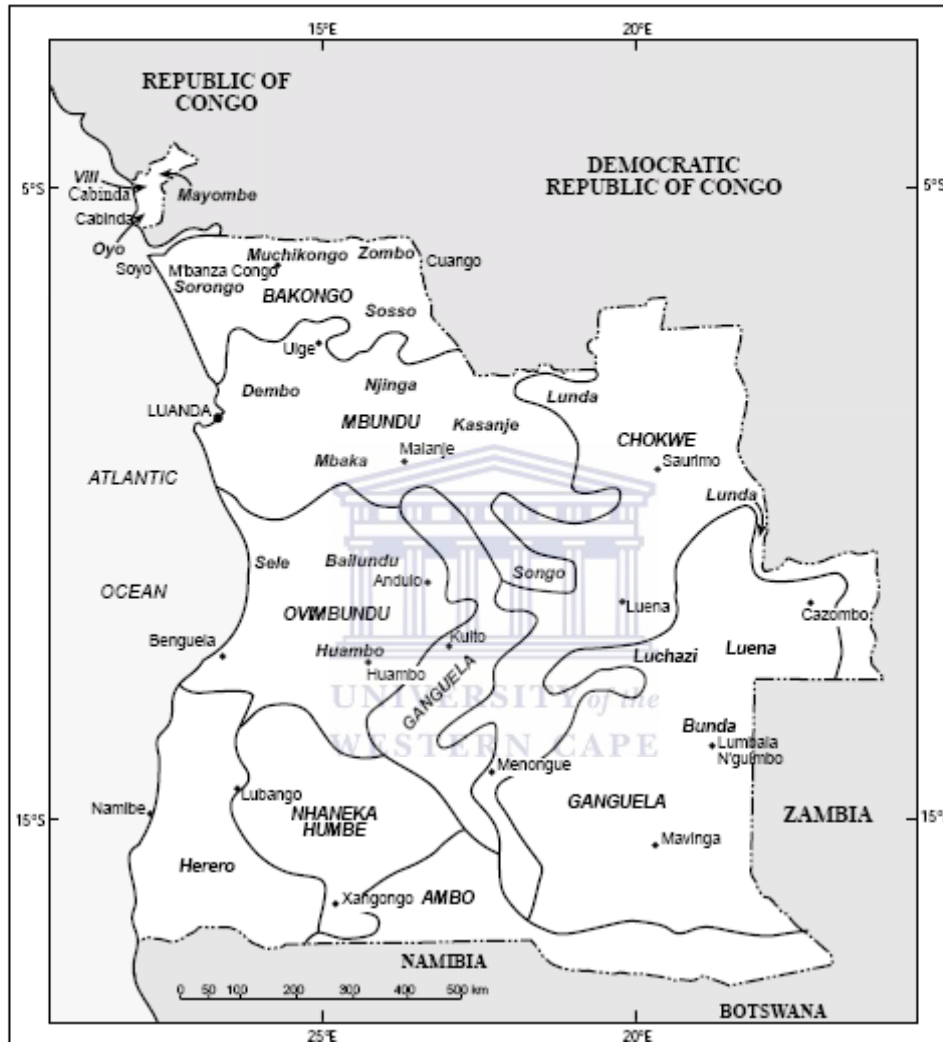 15°E
20°E
REPUBLIC OF
CONGO
DEMOCRATIC
REPUBLIC OF CONGO
5°S
5°S
VIII
Cabinda
Mayombe
Cabinda
Oyo
Soyo
Muchikongo
Zombo
Cuango
M'banza Congo
Sorongo
BAKONGO
Sosso
Uige
Dembo
Njinga
Lunda
LUANDA
MBUNDU
Kasanje
CHOKWE
Malanje
Saurimo
Mbaka
ATLANTIC
Lunda
Sele
Bailundu
Songo
Andulo
OCEAN
Luena
Cazombo
OVIMBUNDU
Benguela
Kuito
Huambo
Luchazi
Luena
Huambo
GANGUELA
UNIVERSITY of the
WESTERN CAPE
Bunda
Lumbala
N'guimbo
Menongue
Lubango
GANGUELA
Namibe
NHANEKA
HUMBE
ZAMBIA
15°S
15°S
Mavinga
Herero
Xangongo
AMBO
NAMIBIA
0 50 100 200 300 400 500 km
BOTSWANA
25°E
20°E